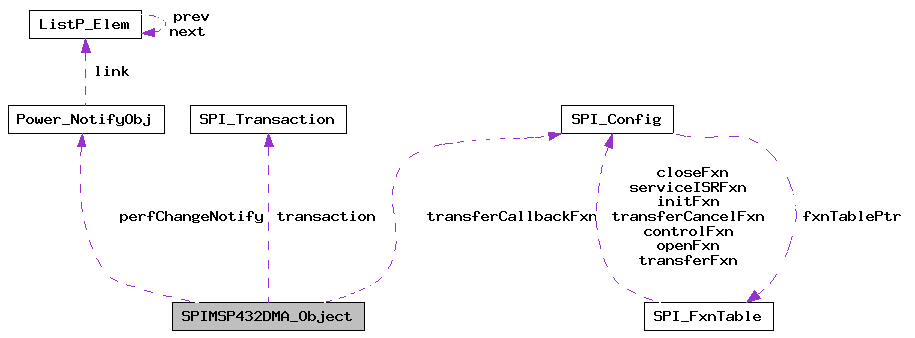 prev
ListP_Elem
next
link
Power_NotifyObj
SPI_Transaction
SPI_Config
closeFxn
serviceISRFxn
initFxn
perfChangeNotify
transaction
transferCallbackFxn
transferCancelFxn
fxnTablePtr
controlFxn
openFxn
transferFxn
SPIMSP432DMA_Object
SPI_FxnTable